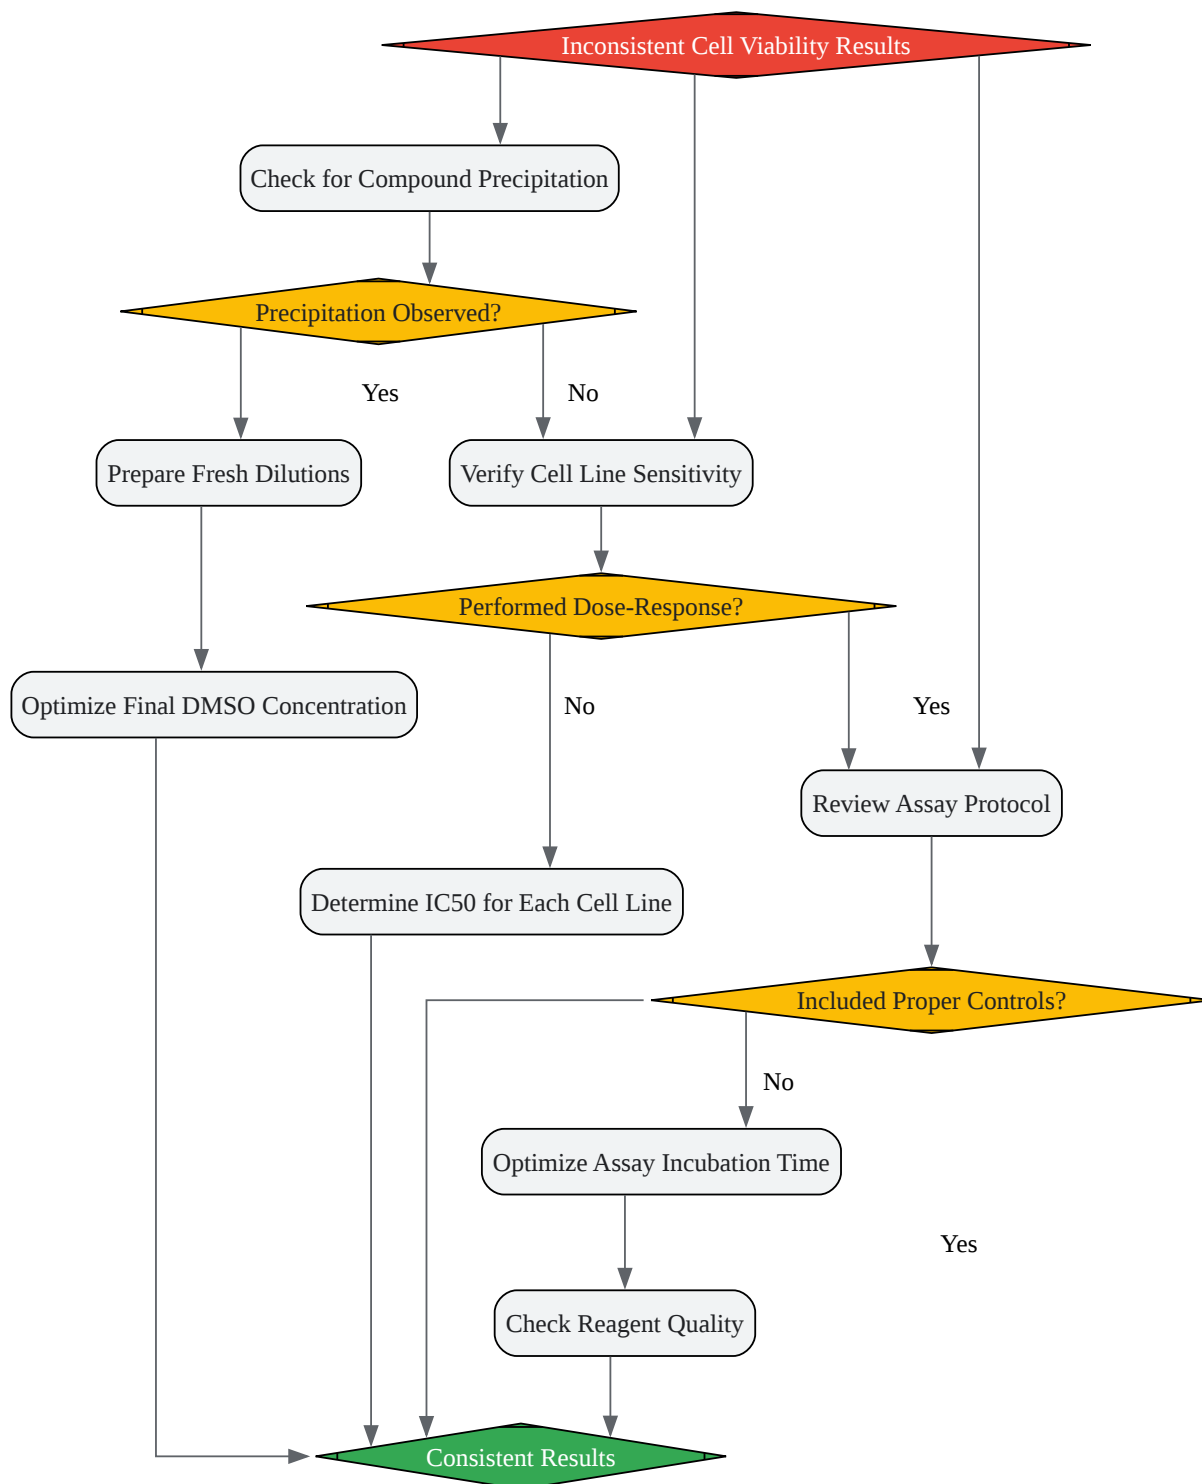 Inconsistent Cell Viability Results
Check for Compound Precipitation
Precipitation Observed?
Yes
No
Prepare Fresh Dilutions
Verify Cell Line Sensitivity
Performed Dose-Response?
Optimize Final DMSO Concentration
No
Yes
Review Assay Protocol
Determine IC50 for Each Cell Line
Included Proper Controls?
No
Optimize Assay Incubation Time
Yes
Check Reagent Quality
Consistent Results